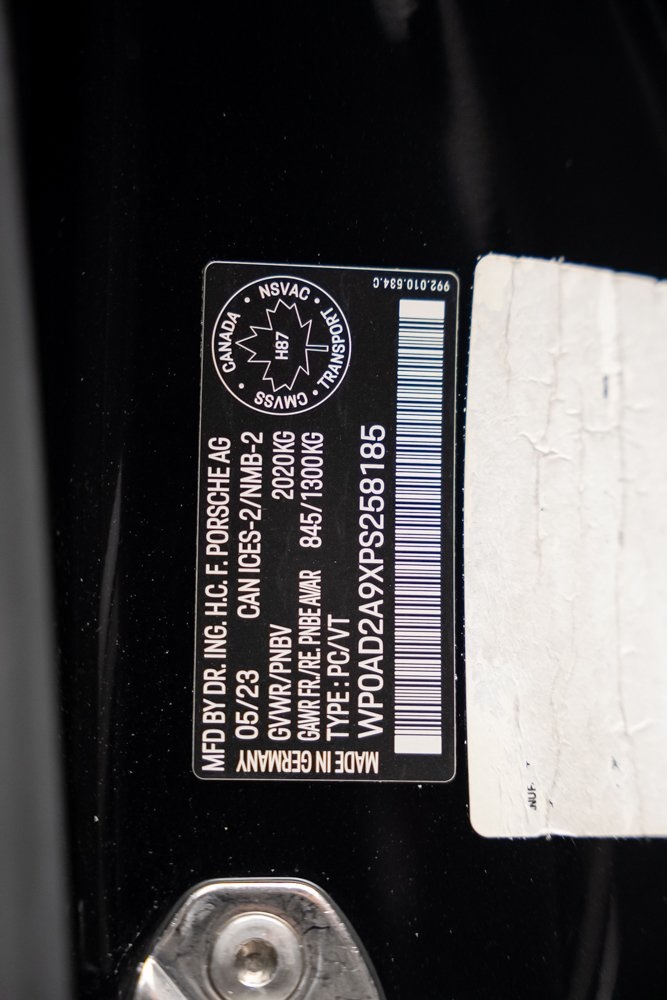 MFD BY DR. ING. H.C. F. PORSCHE AG
05/23 CAN ICES-2/NMB-2
GVWR/PNBV 2020KG
GAWR FR./RE. PNBE AV/AR 845/1300KG
TYPE : PC/VT
WP0AD2A9XPS258185
MADE IN GERMANY
CANADA
NSVAC
TRANSPORT
CMVSS
H87
992.010.534.C